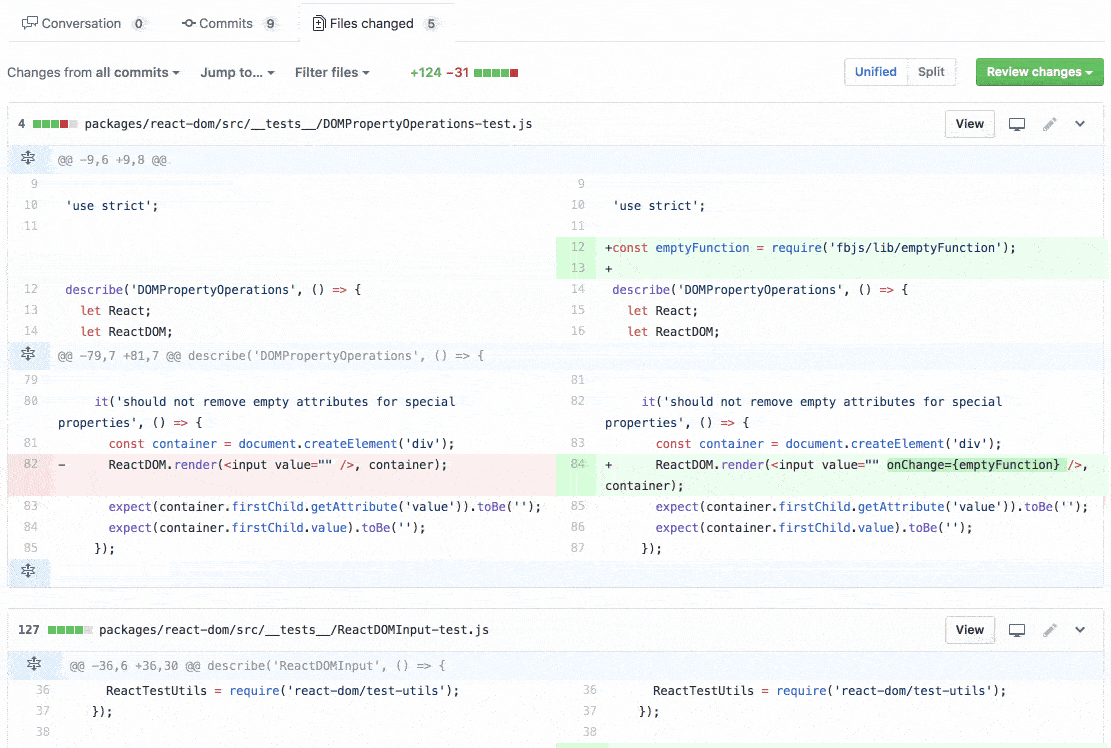 Conversation 0 Commits 9 Files changed 5
Changes from all commits Jump to... Filter files +124 −31 Unified Split Review changes
4 packages/react-dom/src/__tests__/DOMPropertyOperations-test.js View
@@ -9,6 +9,8 @@
9 9
10 'use strict'; 10 'use strict';
11 11
12 +const emptyFunction = require('fbjs/lib/emptyFunction');
13 +
12 describe('DOMPropertyOperations', () => { 14 describe('DOMPropertyOperations', () => {
13 let React; 15 let React;
14 let ReactDOM; 16 let ReactDOM;
@@ -79,7 +81,7 @@ describe('DOMPropertyOperations', () => {
79 81
80 it('should not remove empty attributes for special 82 it('should not remove empty attributes for special
properties', () => { properties', () => {
81 const container = document.createElement('div'); 83 const container = document.createElement('div');
82 - ReactDOM.render(<input value="" />, container); 84 + ReactDOM.render(<input value="" onChange={emptyFunction} />,
container);
83 expect(container.firstChild.getAttribute('value')).toBe(''); 85 expect(container.firstChild.getAttribute('value')).toBe('');
84 expect(container.firstChild.value).toBe(''); 86 expect(container.firstChild.value).toBe('');
85 }); 87 });
127 packages/react-dom/src/__tests__/ReactDOMInput-test.js View
@@ -36,6 +36,30 @@ describe('ReactDOMInput', () => {
36 ReactTestUtils = require('react-dom/test-utils'); 36 ReactTestUtils = require('react-dom/test-utils');
37 }); 37 });
38 38